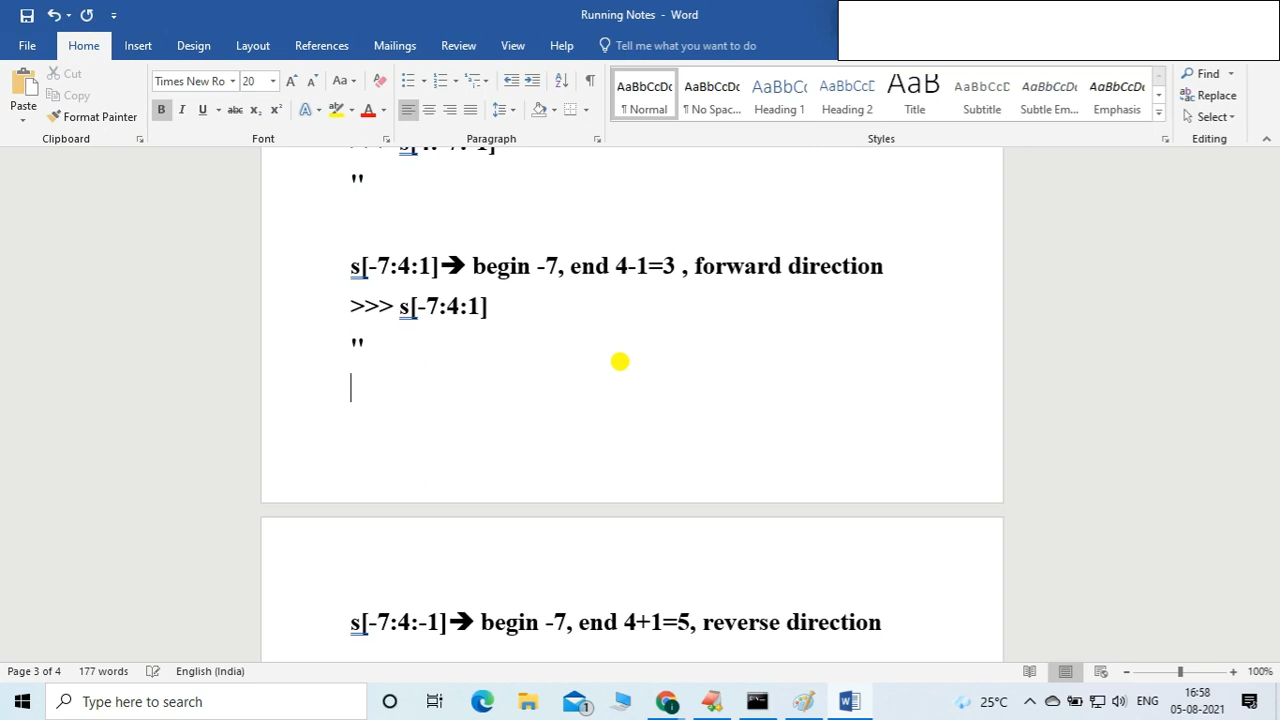 Running Notes - Word
File Home Insert Design Layout References Mailings Review View Help Tell me what you want to do
Cut
Copy
Format Painter
Paste
Times New Ro 20
Clipboard Font Paragraph Styles Editing
AaBbCcDc AaBbCcDc AaBbCc AaBbCcD AaB AaBbCcD AaBbCcDc AaBbCcDc
¶ Normal ¶ No Spac... Heading 1 Heading 2 Title Subtitle Subtle Em... Emphasis
Find
Replace
Select
''
s[-7:4:1]➔ begin -7, end 4-1=3 , forward direction
>>> s[-7:4:1]
''
s[-7:4:-1]➔ begin -7, end 4+1=5, reverse direction
Page 3 of 4 177 words English (India) 100%
Type here to search
25°C ENG 16:58
05-08-2021